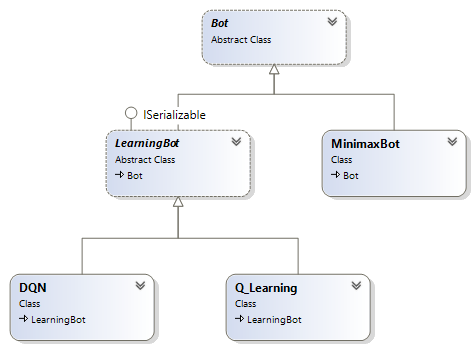 Bot
Abstract Class
ISerializable
LearningBot
Abstract Class
Bot
MinimaxBot
Class
Bot
DQN
Class
LearningBot
Q_Learning
Class
LearningBot